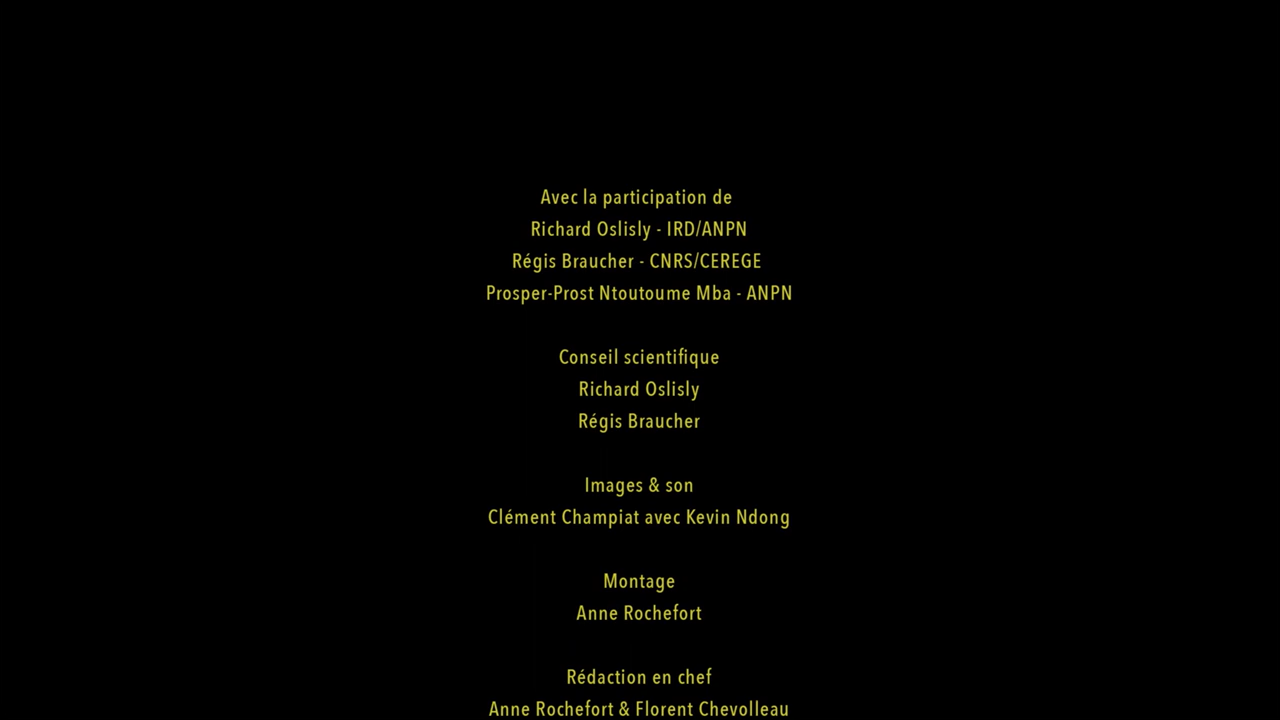 Avec la participation de
Richard Oslisly - IRD/ANPN
Régis Braucher - CNRS/CEREGE
Prosper-Prost Ntoutoume Mba - ANPN
Conseil scientifique
Richard Oslisly
Régis Braucher
Images & son
Clément Champiat avec Kevin Ndong
Montage
Anne Rochefort
Rédaction en chef
Anne Rochefort & Florent Chevolleau